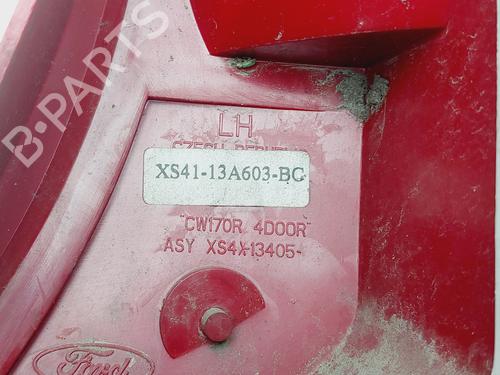 B-PARTS
LH
CZECH REPUBLIC
XS41-13A603-BC
"CW170R 4DOOR"
ASY XS4X-13405-
Ford